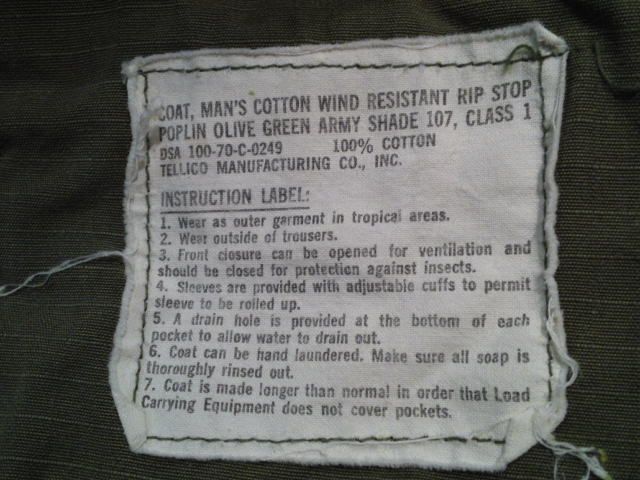 COAT, MAN'S COTTON WIND RESISTANT RIP STOP
POPLIN OLIVE GREEN ARMY SHADE 107, CLASS 1
DSA 100-70-C-0249 100% COTTON
TELLICO MANUFACTURING CO., INC.
INSTRUCTION LABEL:
1. Wear as outer garment in tropical areas.
2. Wear outside of trousers.
3. Front closure can be opened for ventilation and
should be closed for protection against insects.
4. Sleeves are provided with adjustable cuffs to permit
sleeve to be rolled up.
5. A drain hole is provided at the bottom of each
pocket to allow water to drain out.
6. Coat can be hand laundered. Make sure all soap is
thoroughly rinsed out.
7. Coat is made longer than normal in order that Load
Carrying Equipment does not cover pockets.